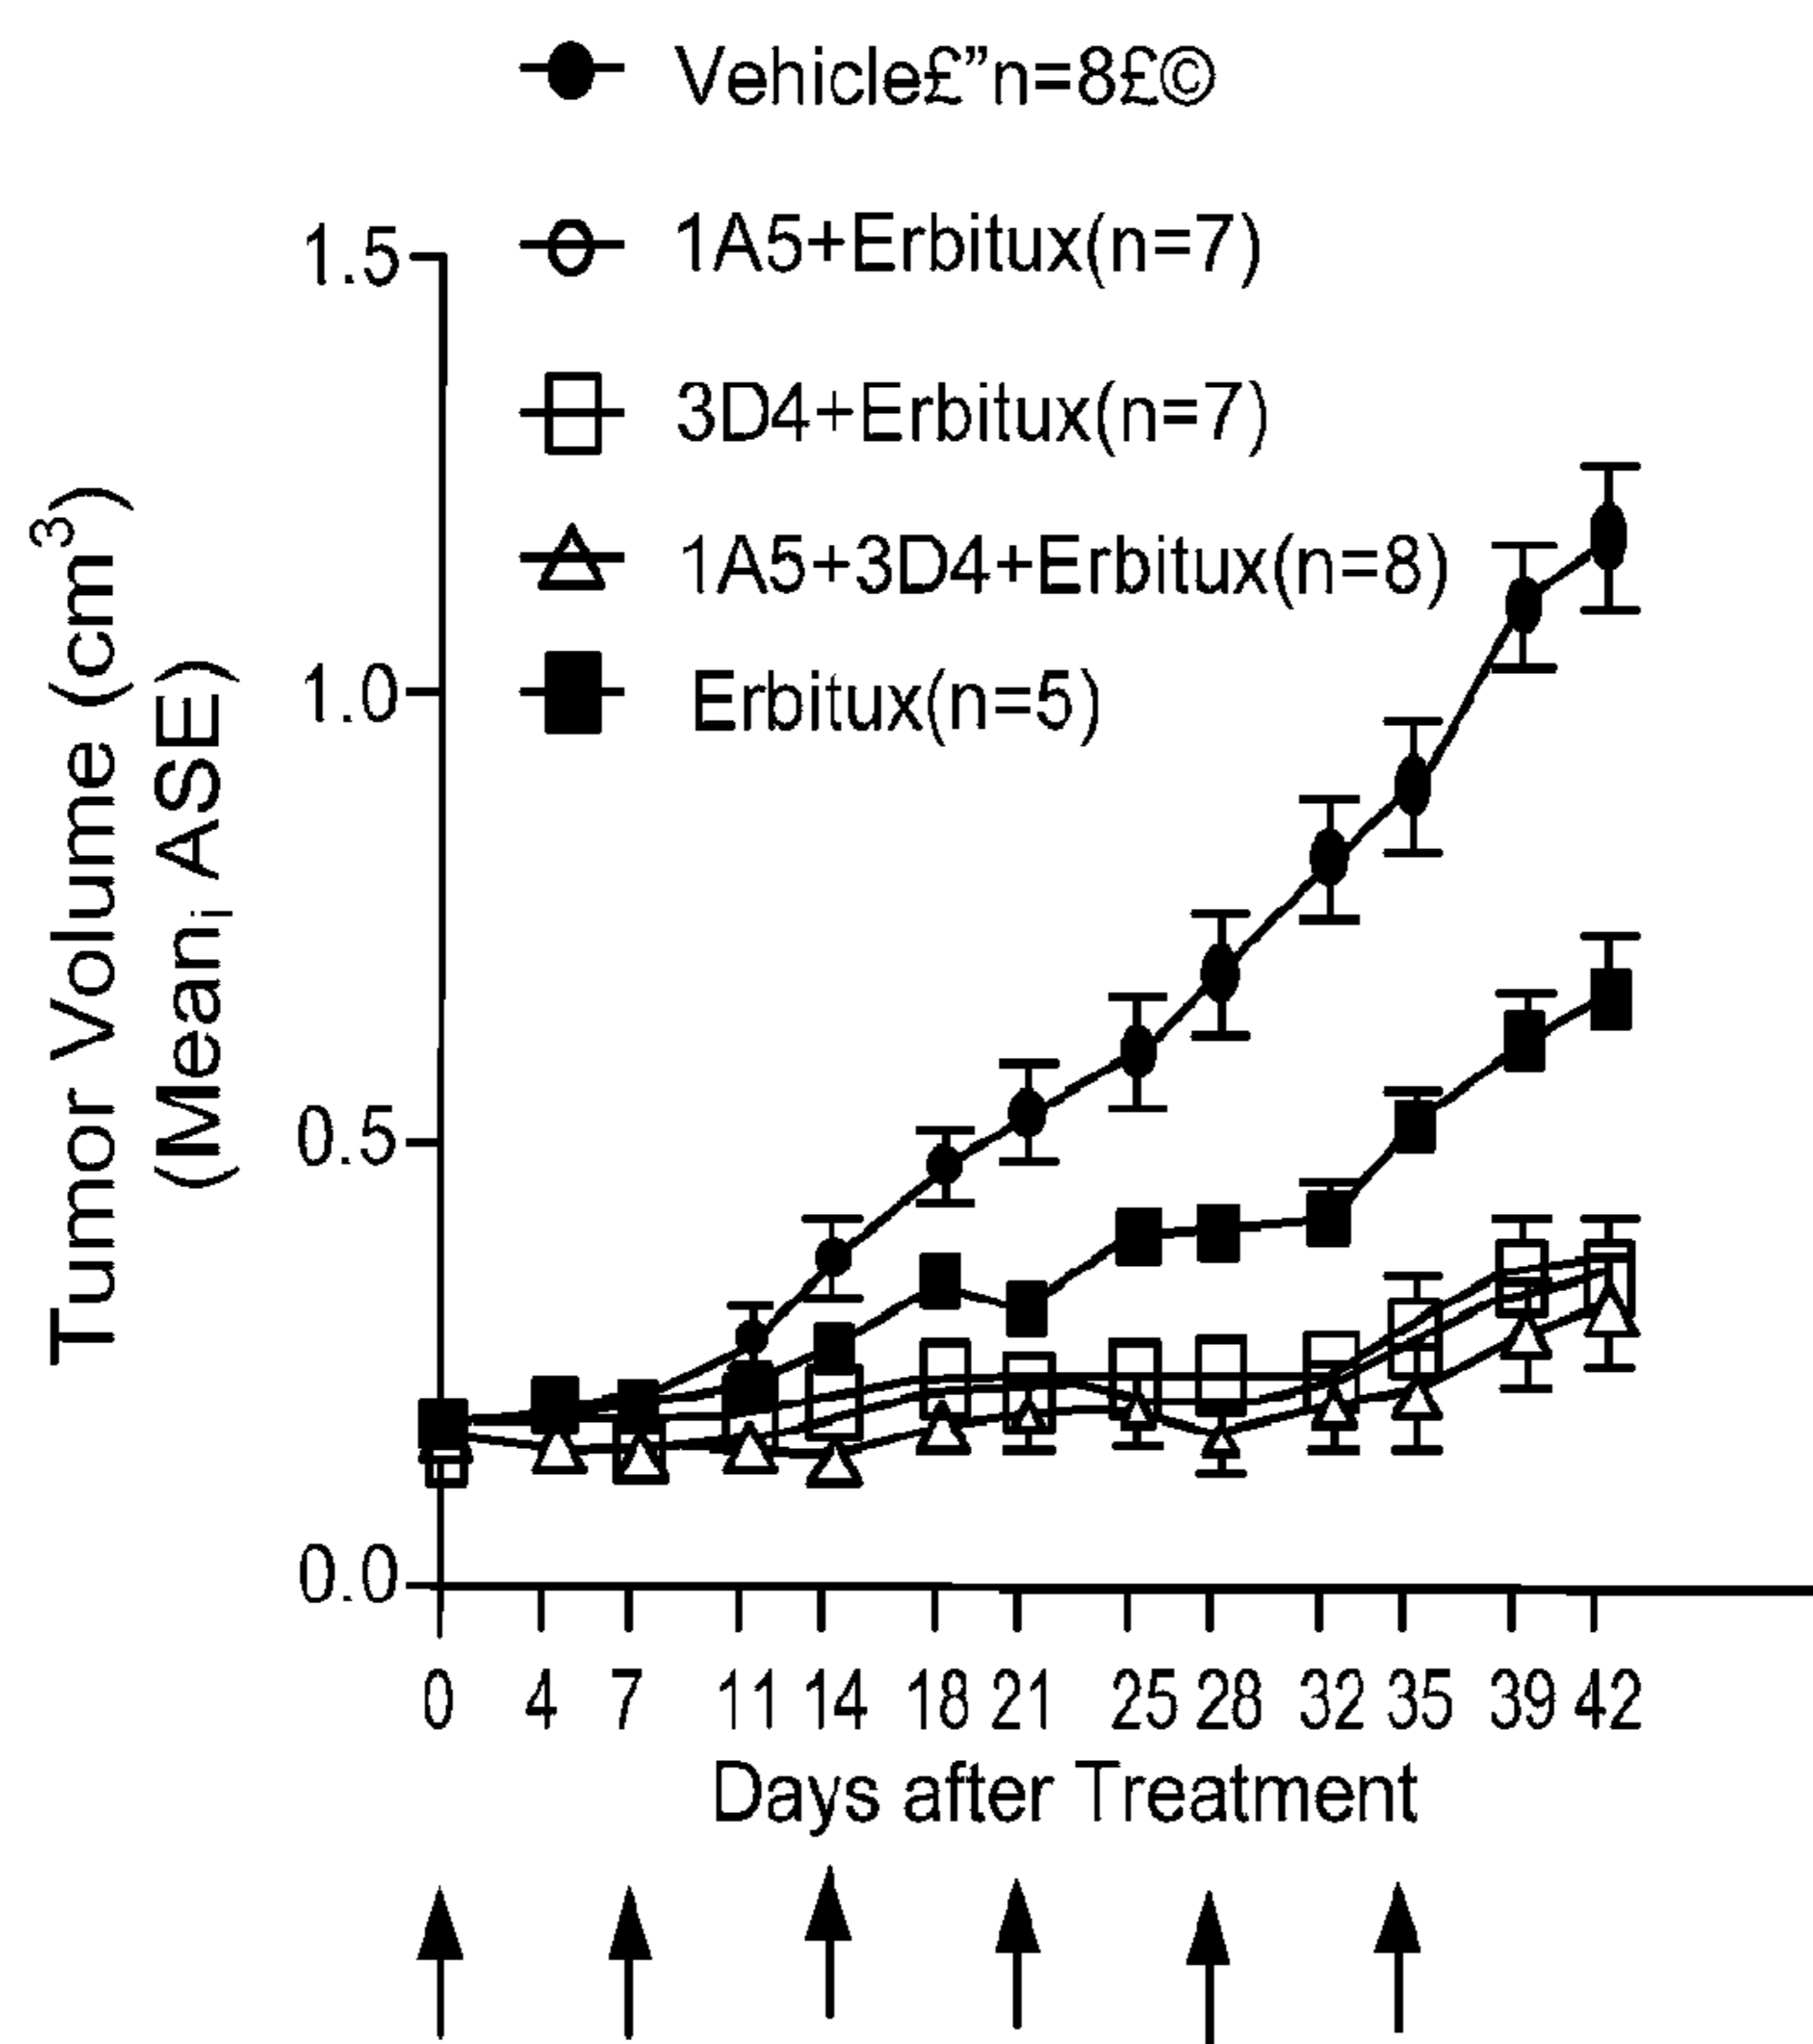 Vehicle£”n=8£©
1A5+Erbitux(n=7)
3D4+Erbitux(n=7)
1A5+3D4+Erbitux(n=8)
Erbitux(n=5)
Tumor Volume (cm³)
(Mean¡ ASE)
1.5
1.0
0.5
0.0
0 4 7 11 14 18 21 25 28 32 35 39 42
Days after Treatment